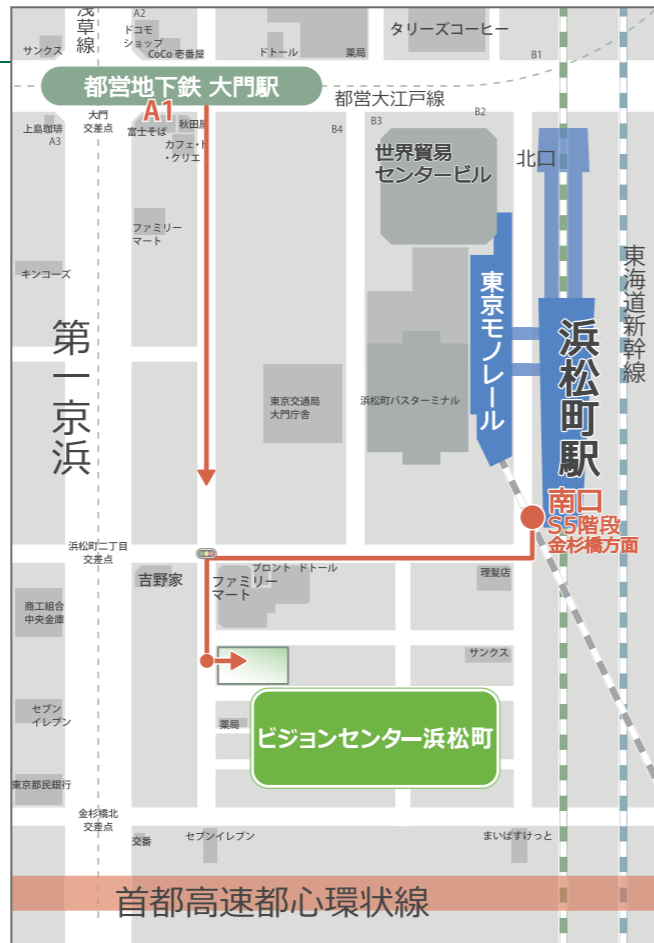 浅草線
A2
ドコモ
ショップ
サンクス
CoCo 壱番屋
ドトール
薬局
タリーズコーヒー
B1
都営地下鉄 大門駅
都営大江戸線
A1
大門
交差点
上島珈琲
A3
富士そば
秋田屋
カフェ・ド
・クリエ
B4
B3
B2
世界貿易
センタービル
北口
ファミリー
マート
キンコーズ
東海道新幹線
東京モノレール
第一京浜
浜松町駅
東京交通局
大門庁舎
浜松町バスターミナル
南口
S5階段
金杉橋方面
浜松町二丁目
交差点
吉野家
ファミリー
マート
プロント
ドトール
理髪店
商工組合
中央金庫
サンクス
セブン
イレブン
薬局
ビジョンセンター浜松町
東京都民銀行
金杉橋北
交差点
交番
セブンイレブン
まいばすけっと
首都高速都心環状線